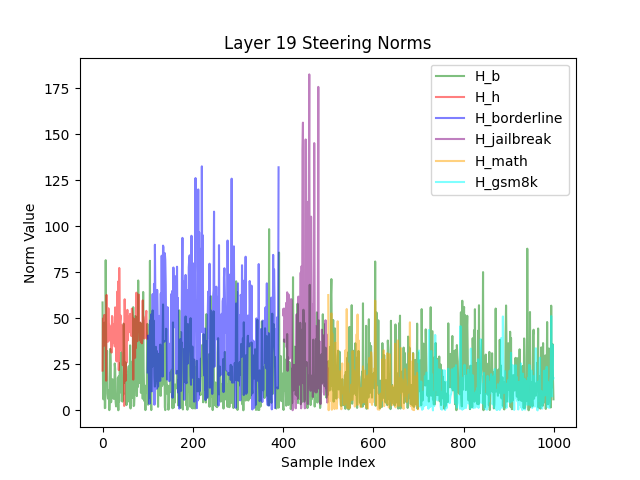 Layer 19 Steering Norms
H_b
H_h
H_borderline
H_jailbreak
H_math
H_gsm8k
Norm Value
175
150
125
100
75
50
25
0
0 200 400 600 800 1000
Sample Index